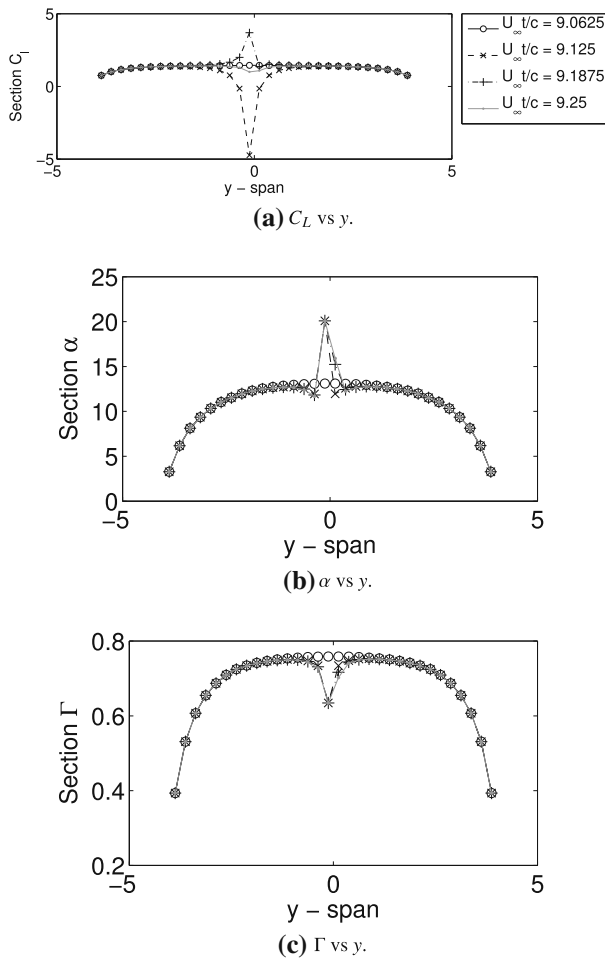 5
0
−5
Section C_l
−5 0 5
y − span
U_∞ t/c = 9.0625
U_∞ t/c = 9.125
U_∞ t/c = 9.1875
U_∞ t/c = 9.25
(a) C_L vs y.
25
20
15
10
5
0
Section α
−5 0 5
y − span
(b) α vs y.
0.8
0.6
0.4
0.2
Section Γ
−5 0 5
y − span
(c) Γ vs y.